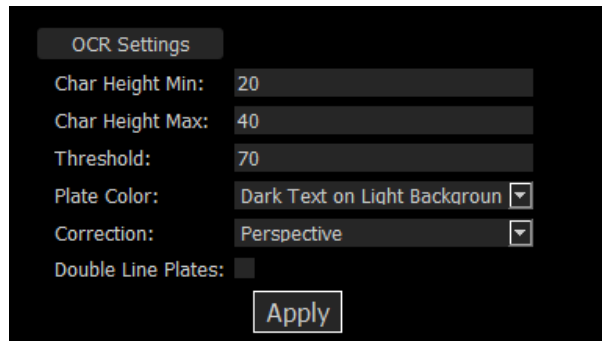 OCR Settings
Char Height Min: 20
Char Height Max: 40
Threshold: 70
Plate Color: Dark Text on Light Backgroun
Correction: Perspective
Double Line Plates:
Apply